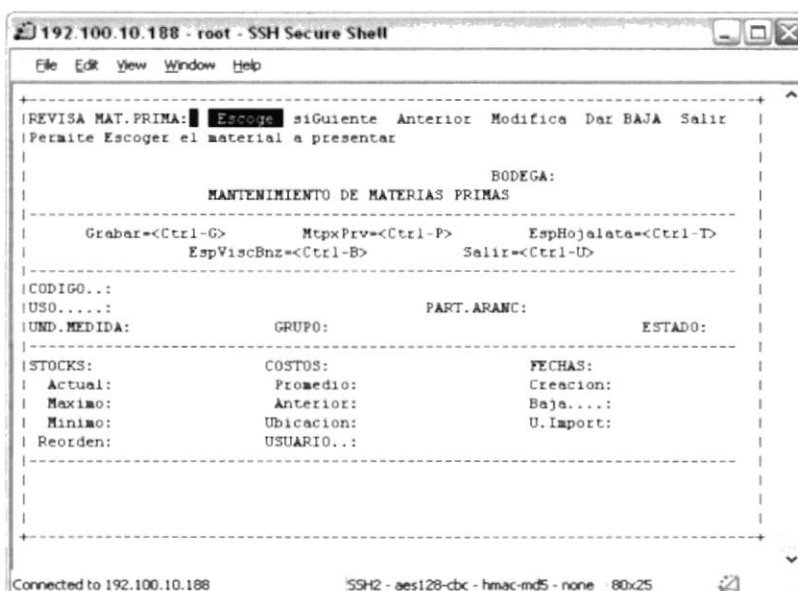 192.100.10.188 - root - SSH Secure Shell
File Edit View Window Help
REVISA MAT.PRIMA: Escoge siGuiente Anterior Modifica Dar BAJA Salir
Permite Escoger el material a presentar
BODEGA:
MANTENIMIENTO DE MATERIAS PRIMAS
Grabar=<Ctrl-G> MtpxPrv=<Ctrl-P> EspHojalata=<Ctrl-T>
EspViscBnz=<Ctrl-B> Salir=<Ctrl-U>
CODIGO..:
USO.....: PART.ARANC:
UND.MEDIDA: GRUPO: ESTADO:
STOCKS: COSTOS: FECHAS:
Actual: Promedio: Creacion:
Maximo: Anterior: Baja....:
Minimo: Ubicacion: U.Import:
Reorden: USUARIO..:
Connected to 192.100.10.188 SSH2 - aes128-cbc - hmac-md5 - none 80x25